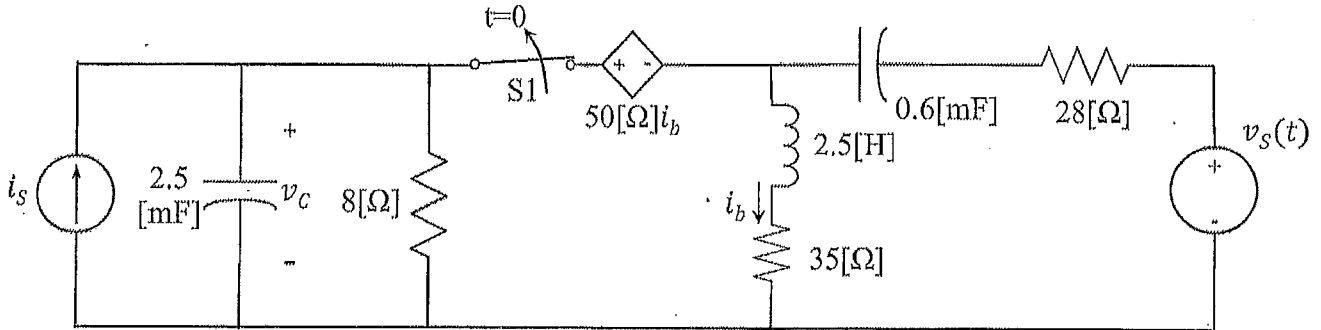 t=0
S1
+ -
50[Ω]i_b
0.6[mF]
28[Ω]
v_S(t)
+
-
2.5[H]
i_b
35[Ω]
i_S
2.5
[mF]
+
v_C
-
8[Ω]